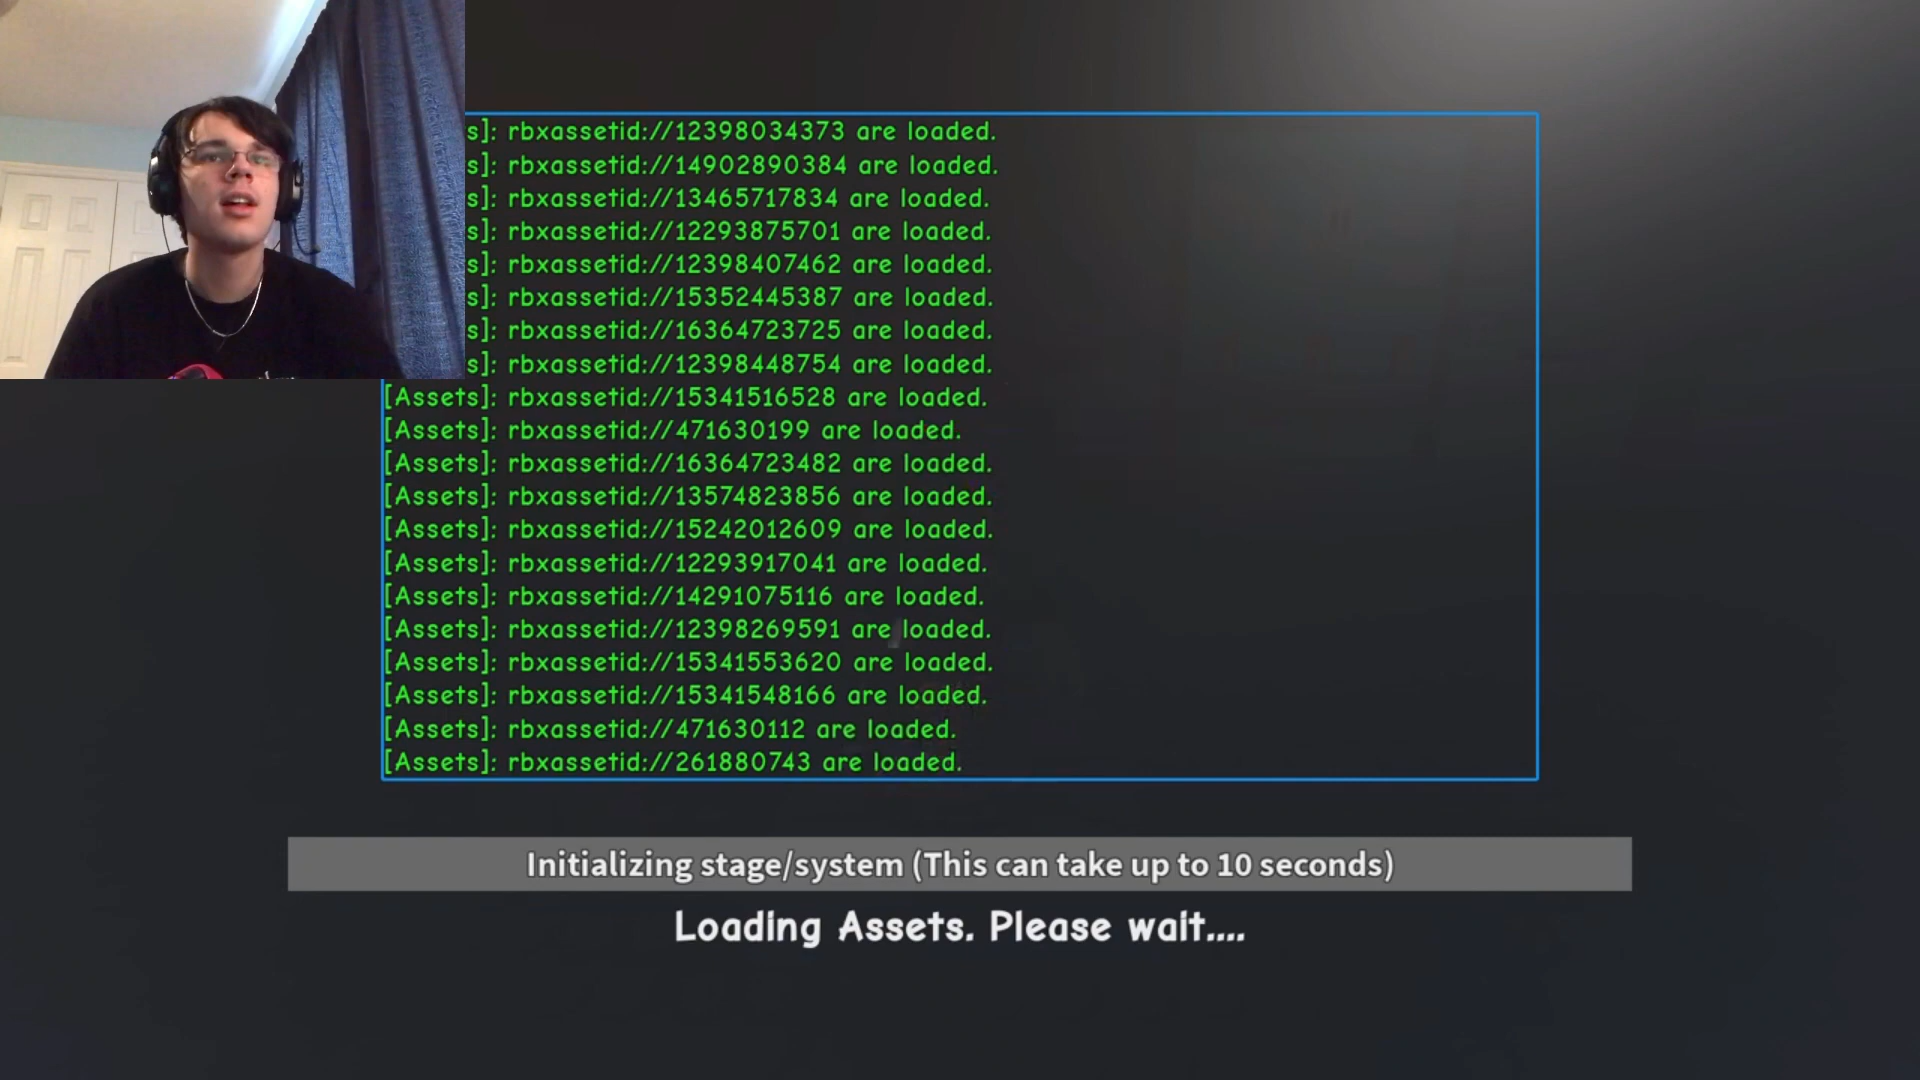 s]: rbxassetid://12398034373 are loaded.
s]: rbxassetid://14902890384 are loaded.
s]: rbxassetid://13465717834 are loaded.
s]: rbxassetid://12293875701 are loaded.
s]: rbxassetid://12398407462 are loaded.
s]: rbxassetid://15352445387 are loaded.
s]: rbxassetid://16364723725 are loaded.
s]: rbxassetid://12398448754 are loaded.
[Assets]: rbxassetid://15341516528 are loaded.
[Assets]: rbxassetid://471630199 are loaded.
[Assets]: rbxassetid://16364723482 are loaded.
[Assets]: rbxassetid://13574823856 are loaded.
[Assets]: rbxassetid://15242012609 are loaded.
[Assets]: rbxassetid://12293917041 are loaded.
[Assets]: rbxassetid://14291075116 are loaded.
[Assets]: rbxassetid://12398269591 are loaded.
[Assets]: rbxassetid://15341553620 are loaded.
[Assets]: rbxassetid://15341548166 are loaded.
[Assets]: rbxassetid://471630112 are loaded.
[Assets]: rbxassetid://261880743 are loaded.
Initializing stage/system (This can take up to 10 seconds)
Loading Assets. Please wait....